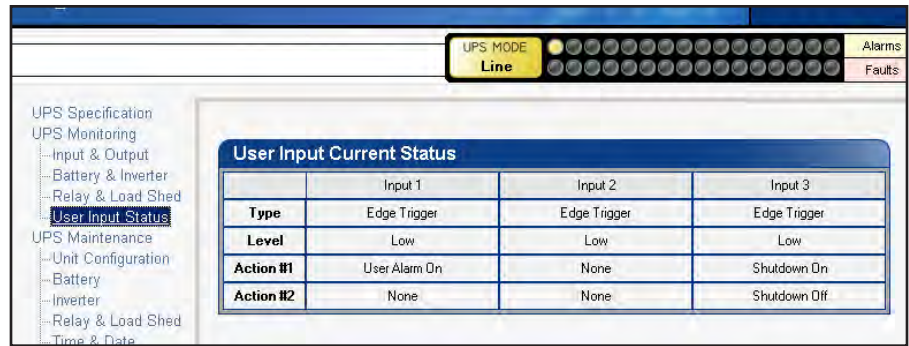 UPS MODE
Line
Alarms
Faults
UPS Specification
UPS Monitoring
Input & Output
Battery & Inverter
Relay & Load Shed
User Input Status
UPS Maintenance
Unit Configuration
Battery
Inverter
Relay & Load Shed
Time & Date
User Input Current Status
Input 1 Input 2 Input 3
Type Edge Trigger Edge Trigger Edge Trigger
Level Low Low Low
Action #1 User Alarm On None Shutdown On
Action #2 None None Shutdown Off